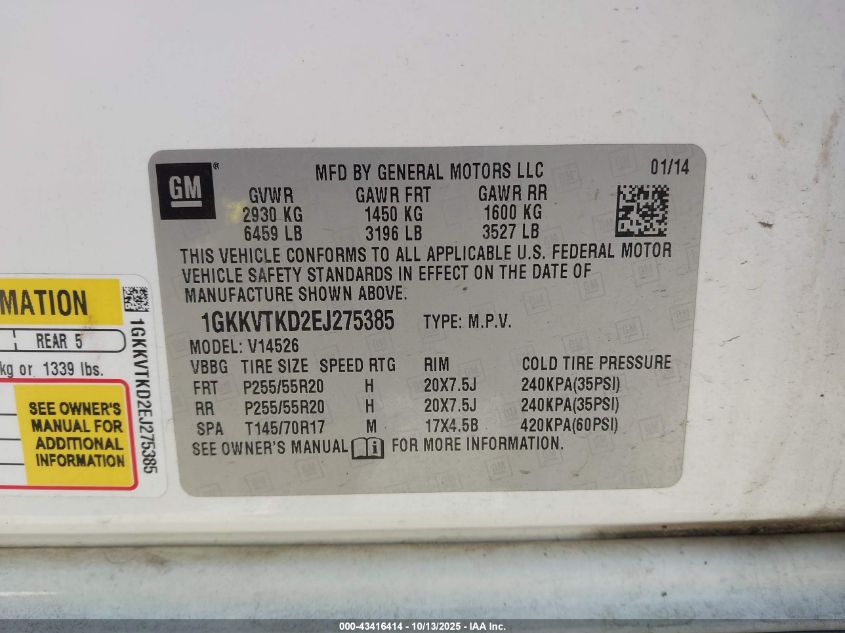 GM ®
MFD BY GENERAL MOTORS LLC 01/14
GVWR GAWR FRT GAWR RR
2930 KG 1450 KG 1600 KG
6459 LB 3196 LB 3527 LB
THIS VEHICLE CONFORMS TO ALL APPLICABLE U.S. FEDERAL MOTOR
VEHICLE SAFETY STANDARDS IN EFFECT ON THE DATE OF
MANUFACTURE SHOWN ABOVE.
1GKKVTKD2EJ275385 TYPE: M.P.V.
MODEL: V14526
VBBG TIRE SIZE SPEED RTG RIM COLD TIRE PRESSURE
FRT P255/55R20 H 20X7.5J 240KPA(35PSI)
RR P255/55R20 H 20X7.5J 240KPA(35PSI)
SPA T145/70R17 M 17X4.5B 420KPA(60PSI)
SEE OWNER'S MANUAL i FOR MORE INFORMATION.
MATION
REAR 5
kg or 1339 lbs.
SEE OWNER'S
MANUAL FOR
ADDITIONAL
INFORMATION
1GKKVTKD2EJ275385
000-43416414 - 10/13/2025 - IAA Inc.